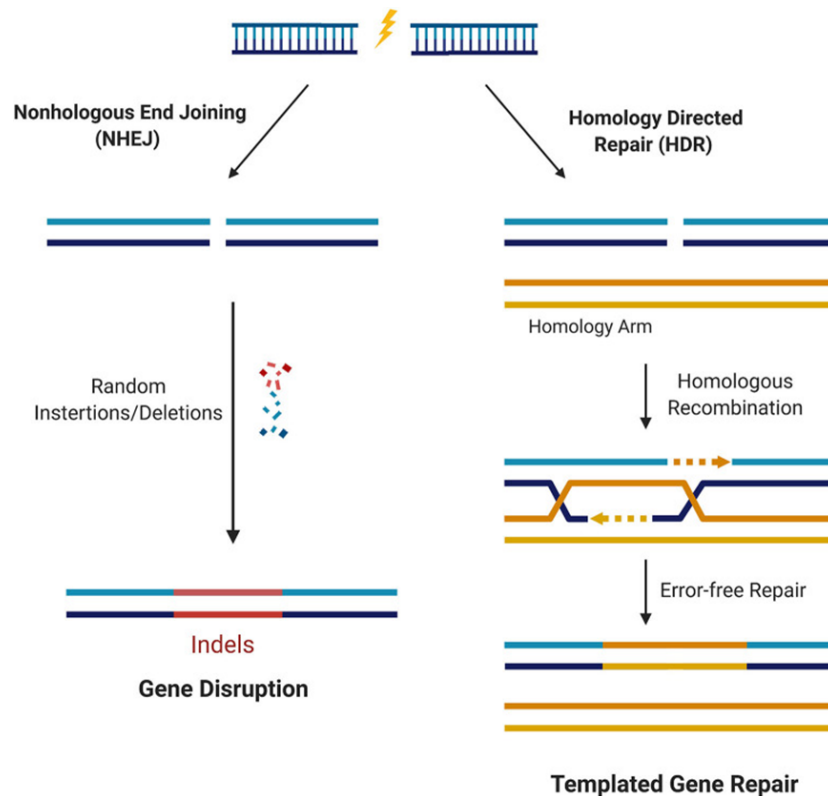 Nonhologous End Joining
(NHEJ)
Homology Directed
Repair (HDR)
Homology Arm
Random
Instertions/Deletions
Homologous
Recombination
Error-free Repair
Indels
Gene Disruption
Templated Gene Repair